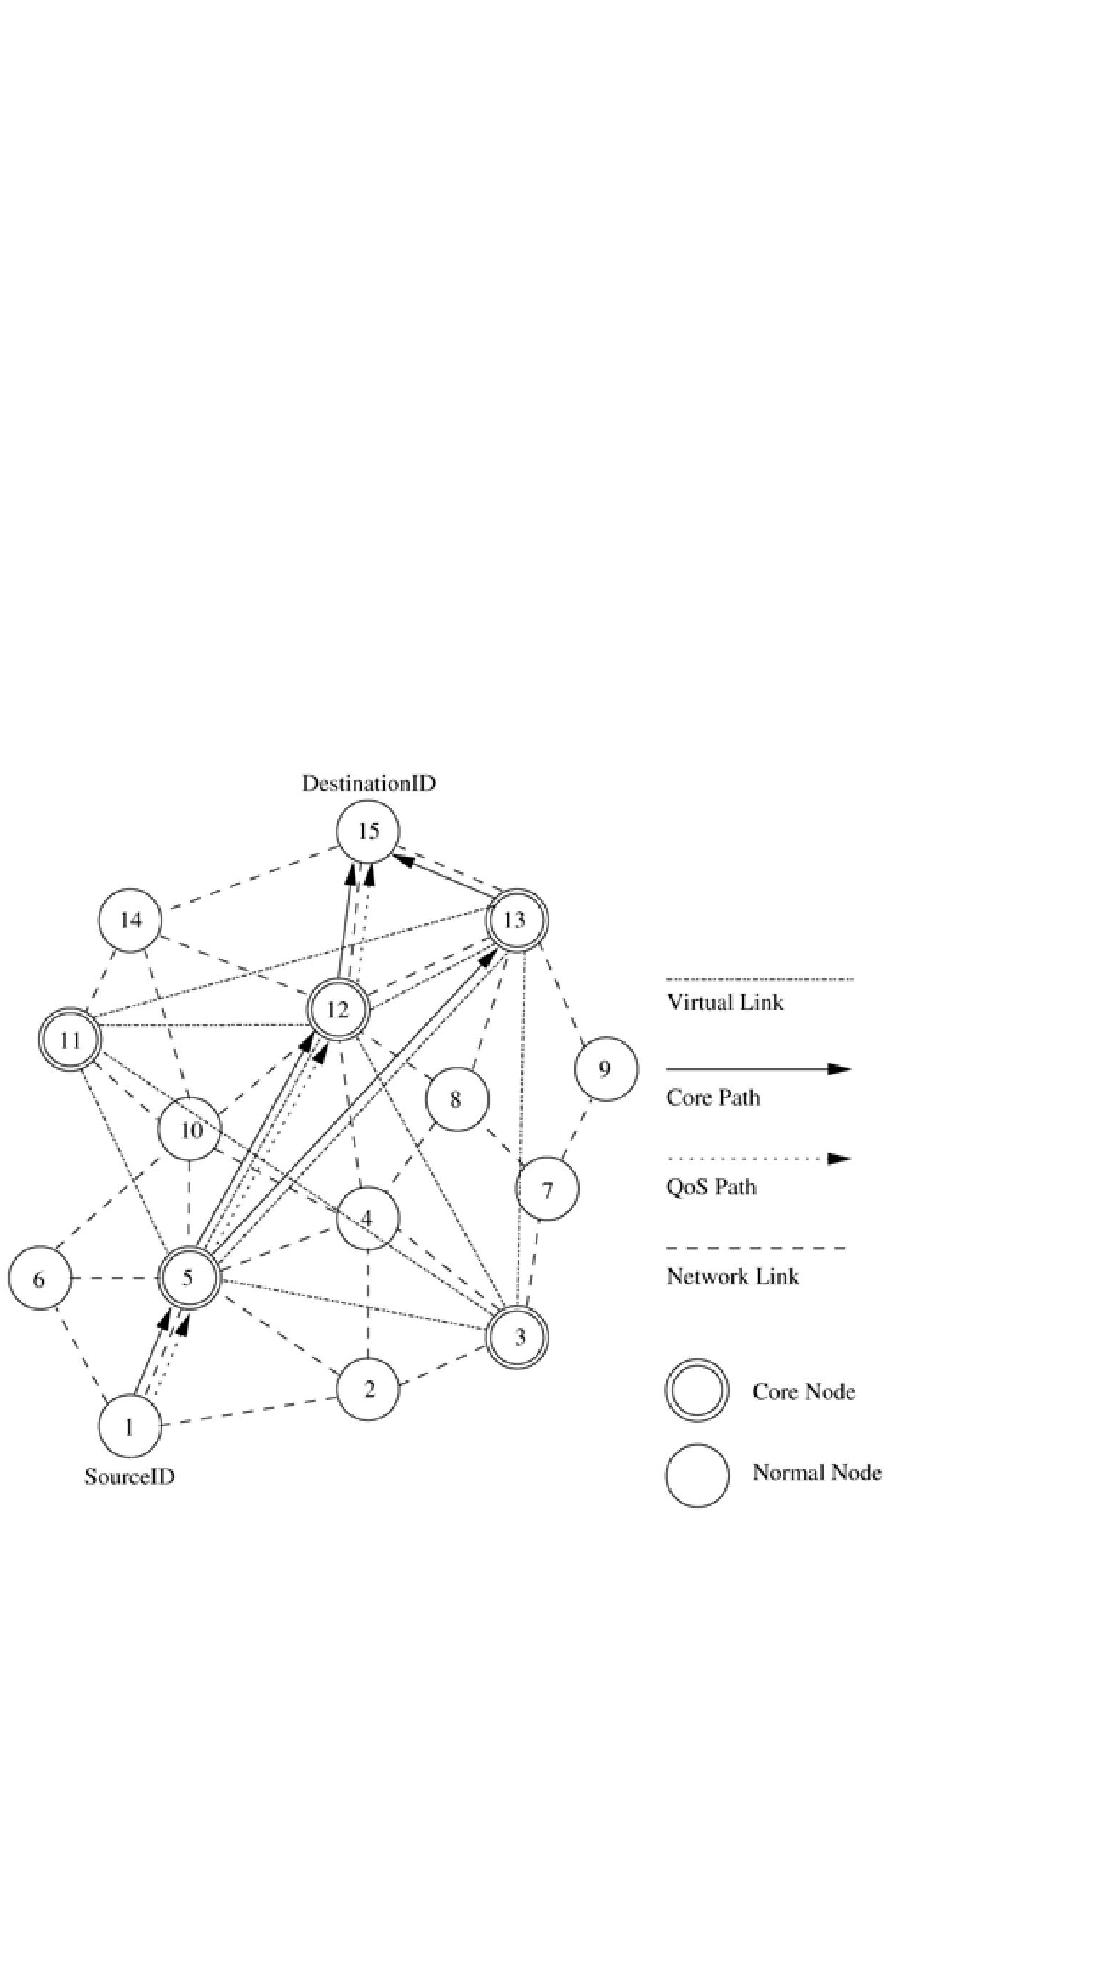 DestinationID
15
14
13
12
11
9
8
10
7
4
6
5
3
2
1
SourceID
Virtual Link
Core Path
QoS Path
Network Link
Core Node
Normal Node